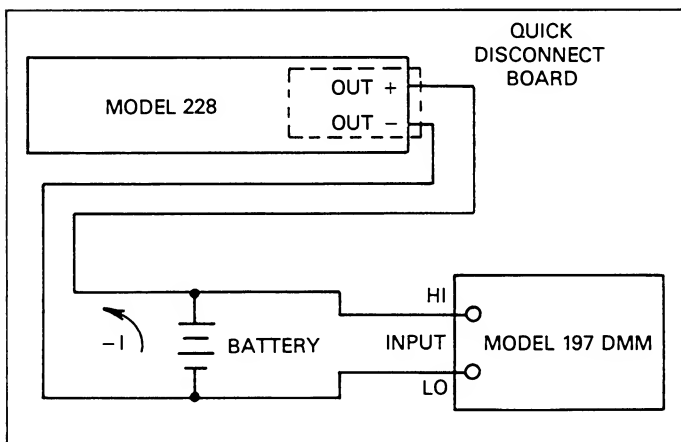 QUICK
DISCONNECT
BOARD
MODEL 228
OUT +
OUT −
−I
BATTERY
HI
INPUT
LO
MODEL 197 DMM